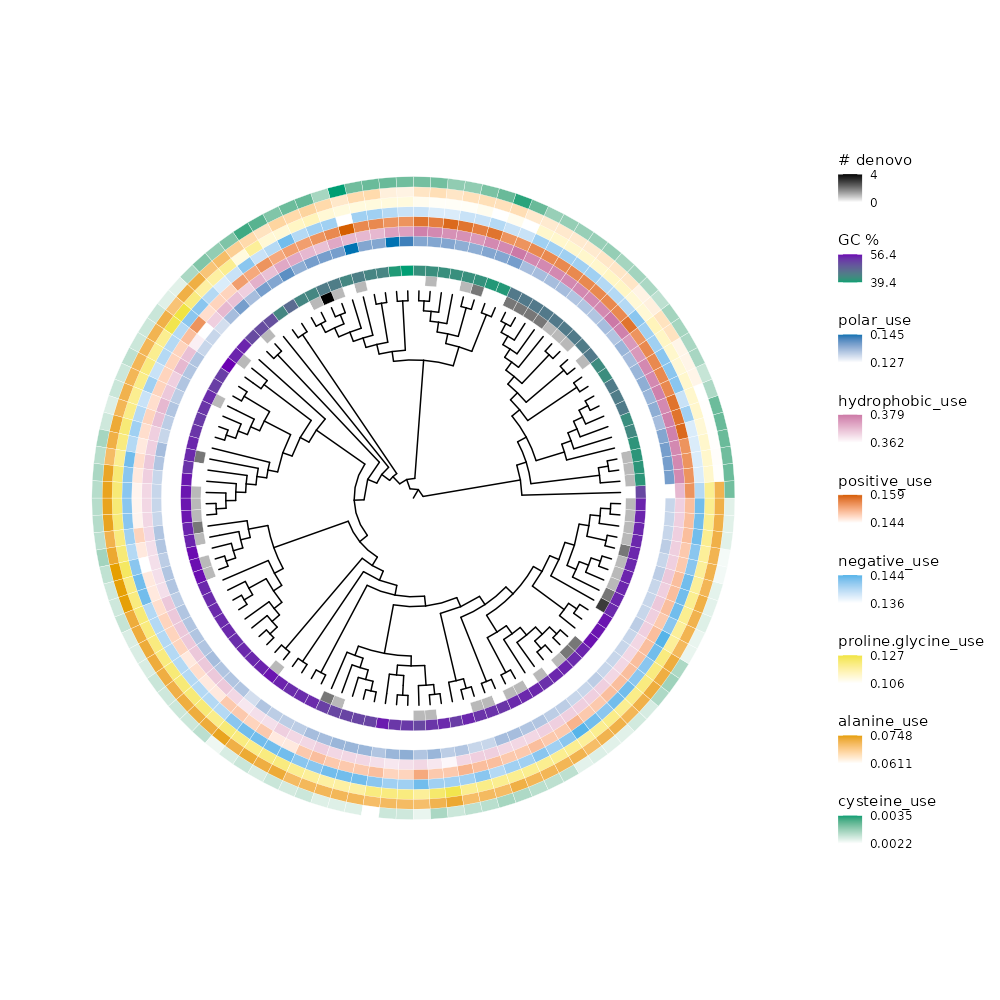 # denovo
4
0
GC %
56.4
39.4
polar_use
0.145
0.127
hydrophobic_use
0.379
0.362
positive_use
0.159
0.144
negative_use
0.144
0.136
proline.glycine_use
0.127
0.106
alanine_use
0.0748
0.0611
cysteine_use
0.0035
0.0022